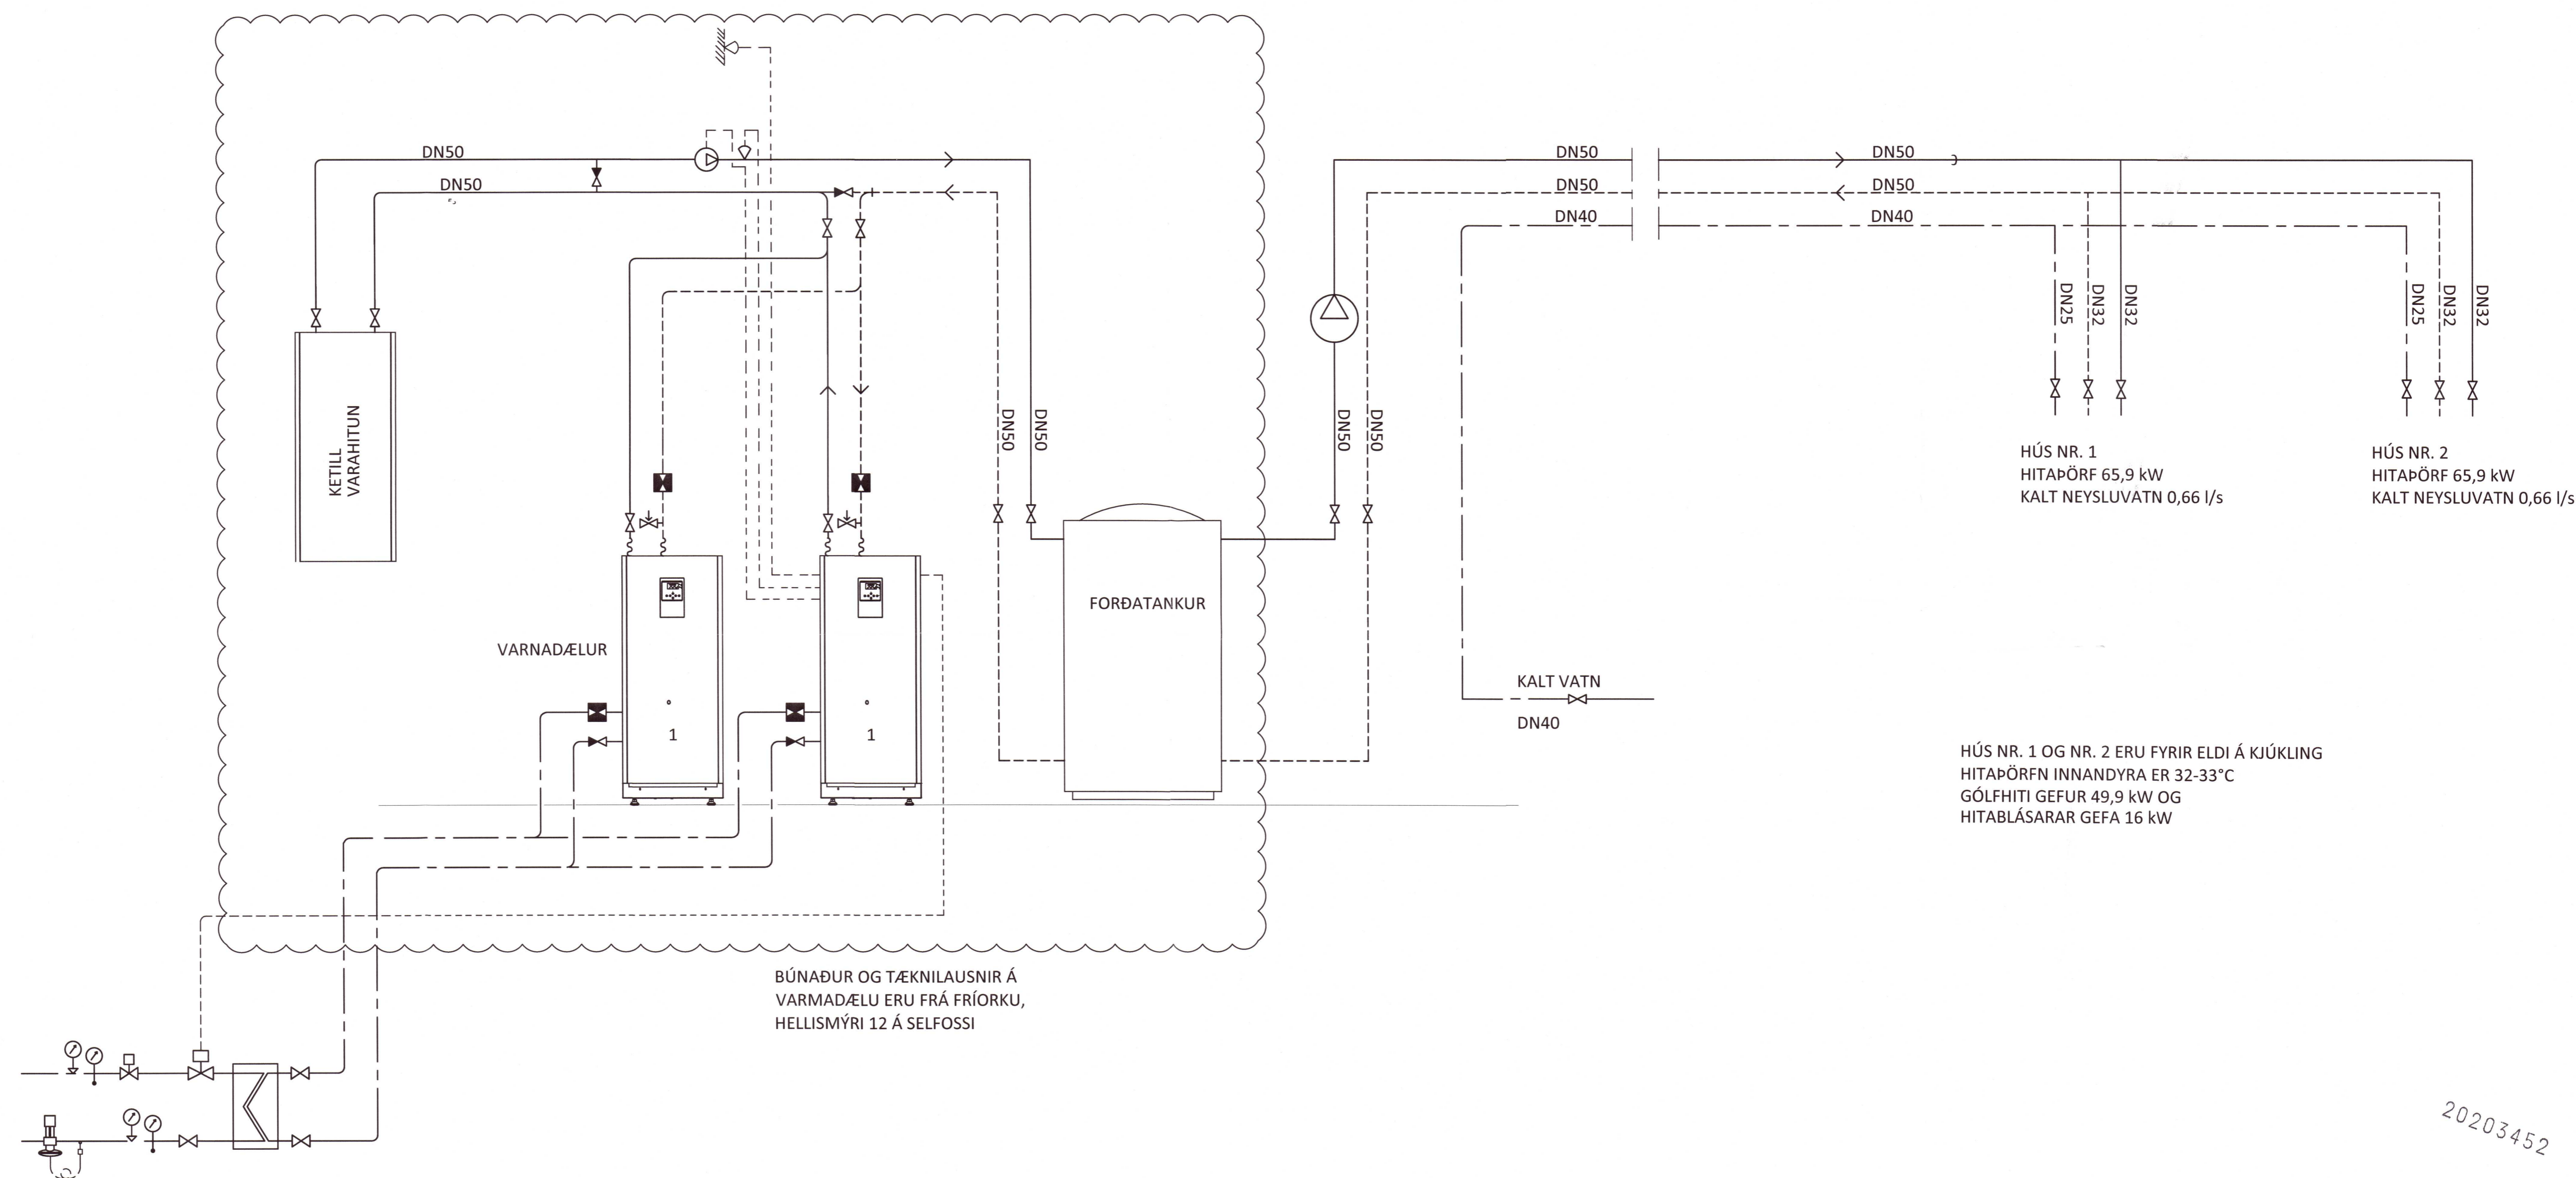 DN50
DN50
DN50
DN50
DN50
DN50
DN40
DN40
DN25
DN32
DN32
DN25
DN32
DN32
DN50
DN50
DN50
DN50
KETILL
VARAHITUN
HÚS NR. 1
HITAÞÖRF 65,9 kW
KALT NEYSLUVATN 0,66 l/s
HÚS NR. 2
HITAÞÖRF 65,9 kW
KALT NEYSLUVATN 0,66 l/s
FORÐATANKUR
VARNADÆLUR
1
1
KALT VATN
DN40
HÚS NR. 1 OG NR. 2 ERU FYRIR ELDI Á KJÚKLING
HITAÞÖRFN INNANDYRA ER 32-33°C
GÓLFHITI GEFUR 49,9 kW OG
HITABLÁSARAR GEFA 16 kW
BÚNAÐUR OG TÆKNILAUSNIR Á
VARMADÆLU ERU FRÁ FRÍORKU,
HELLISMÝRI 12 Á SELFOSSI
20203452